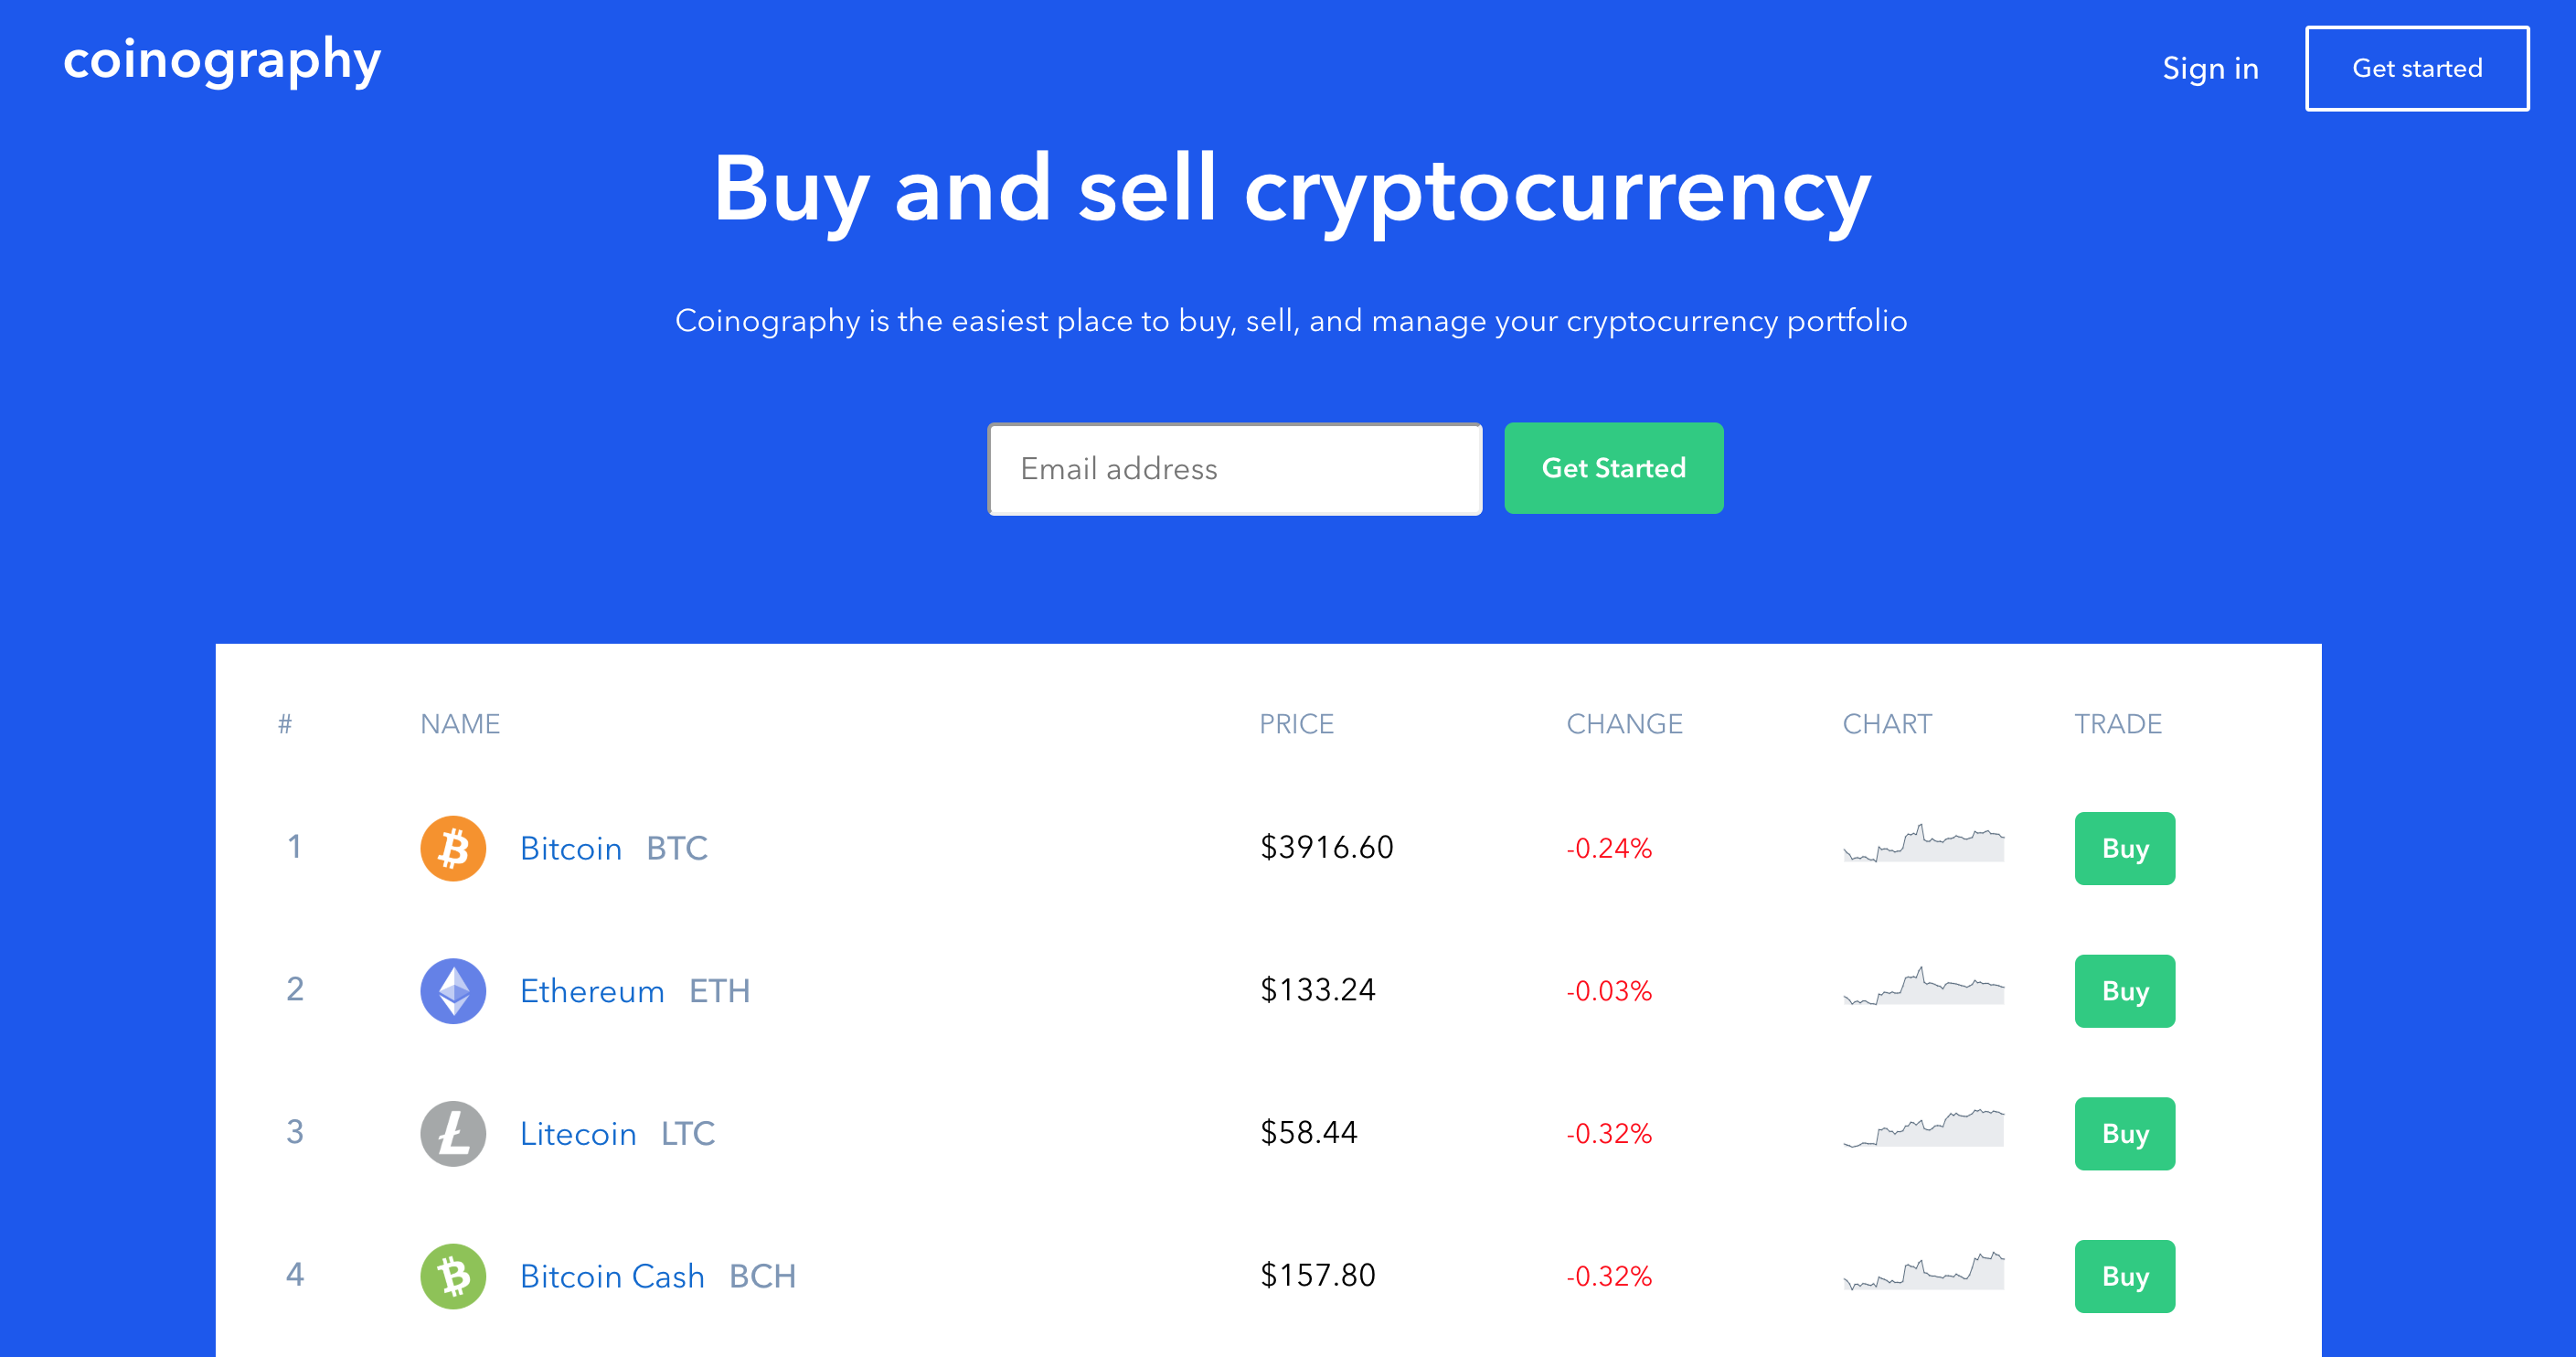 coinography
Sign in
Get started
Buy and sell cryptocurrency
Coinography is the easiest place to buy, sell, and manage your cryptocurrency portfolio
Email address
Get Started
# NAME PRICE CHANGE CHART TRADE
1 Bitcoin BTC $3916.60 -0.24% Buy
2 Ethereum ETH $133.24 -0.03% Buy
3 Litecoin LTC $58.44 -0.32% Buy
4 Bitcoin Cash BCH $157.80 -0.32% Buy